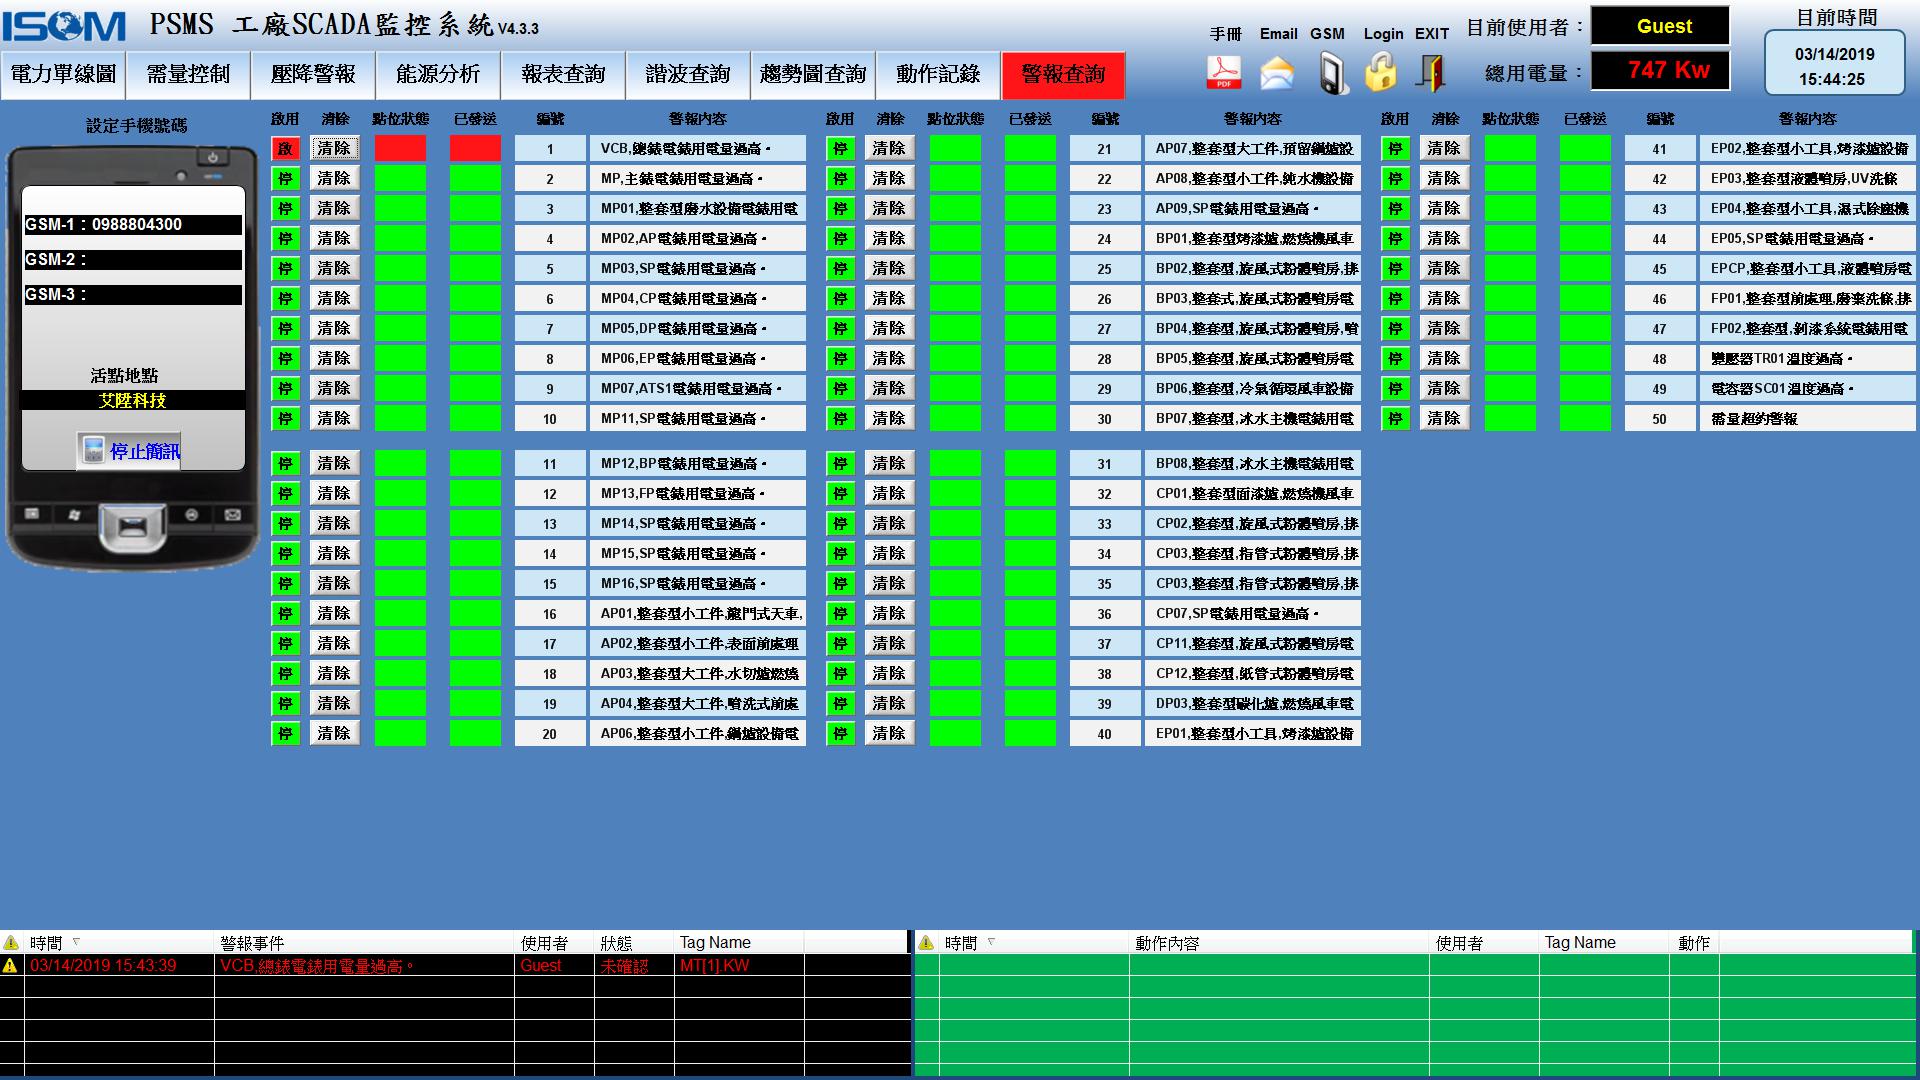 ISOM PSMS 工廠SCADA監控系統 V4.3.3
手冊 Email GSM Login EXIT
目前使用者： Guest
總用電量： 747 Kw
目前時間
03/14/2019
15:44:25
電力單線圖 需量控制 壓降警報 能源分析 報表查詢 諧波查詢 趨勢圖查詢 動作記錄 警報查詢
設定手機號碼
GSM-1：0988804300
GSM-2：
GSM-3：
活點地點
艾陞科技
停止簡訊
啟用 清除 點位狀態 已發送 編號 警報內容
啟 清除 1 VCB,總錶電錶用電量過高。
停 清除 2 MP,主錶電錶用電量過高。
停 清除 3 MP01,整套型廢水設備電錶用電
停 清除 4 MP02,AP電錶用電量過高。
停 清除 5 MP03,SP電錶用電量過高。
停 清除 6 MP04,CP電錶用電量過高。
停 清除 7 MP05,DP電錶用電量過高。
停 清除 8 MP06,EP電錶用電量過高。
停 清除 9 MP07,ATS1電錶用電量過高。
停 清除 10 MP11,SP電錶用電量過高。
停 清除 11 MP12,BP電錶用電量過高。
停 清除 12 MP13,FP電錶用電量過高。
停 清除 13 MP14,SP電錶用電量過高。
停 清除 14 MP15,SP電錶用電量過高。
停 清除 15 MP16,SP電錶用電量過高。
停 清除 16 AP01,整套型小工件,龍門式天車,
停 清除 17 AP02,整套型小工件,表面前處理
停 清除 18 AP03,整套型大工件,水切爐燃燒
停 清除 19 AP04,整套型大工件,噴洗式前處
停 清除 20 AP06,整套型小工件,鍋爐設備電
啟用 清除 點位狀態 已發送 編號 警報內容
停 清除 21 AP07,整套型大工件,預留鍋爐設
停 清除 22 AP08,整套型小工件,純水機設備
停 清除 23 AP09,SP電錶用電量過高。
停 清除 24 BP01,整套型烤漆爐,燃燒機風車
停 清除 25 BP02,整套型,旋風式粉體噴房,排
停 清除 26 BP03,整套式,旋風式粉體噴房電
停 清除 27 BP04,整套型,旋風式粉體噴房,噴
停 清除 28 BP05,整套型,旋風式粉體噴房電
停 清除 29 BP06,整套型,冷氣循環風車設備
停 清除 30 BP07,整套型,冰水主機電錶用電
停 清除 31 BP08,整套型,冰水主機電錶用電
停 清除 32 CP01,整套型面漆爐,燃燒機風車
停 清除 33 CP02,整套型,旋風式粉體噴房,排
停 清除 34 CP03,整套型,指管式粉體噴房,排
停 清除 35 CP03,整套型,指管式粉體噴房,排
停 清除 36 CP07,SP電錶用電量過高。
停 清除 37 CP11,整套型,旋風式粉體噴房電
停 清除 38 CP12,整套型,紙管式粉體噴房電
停 清除 39 DP03,整套型碳化爐,燃燒風車電
停 清除 40 EP01,整套型小工具,烤漆爐設備
啟用 清除 點位狀態 已發送 編號 警報內容
停 清除 41 EP02,整套型小工具,烤漆爐設備
停 清除 42 EP03,整套型液體噴房,UV洗滌
停 清除 43 EP04,整套型小工具,濕式除塵機
停 清除 44 EP05,SP電錶用電量過高。
停 清除 45 EPCP,整套型小工具,液體噴房電
停 清除 46 FP01,整套型前處理,廢棄洗滌,排
停 清除 47 FP02,整套型,剝漆系統電錶用電
停 清除 48 變壓器TR01溫度過高。
停 清除 49 電容器SC01溫度過高。
停 清除 50 需量超約警報
時間 警報事件 使用者 狀態 Tag Name
03/14/2019 15:43:39 VCB,總錶電錶用電量過高。 Guest 未確認 MT[1].KW
時間 動作內容 使用者 Tag Name 動作